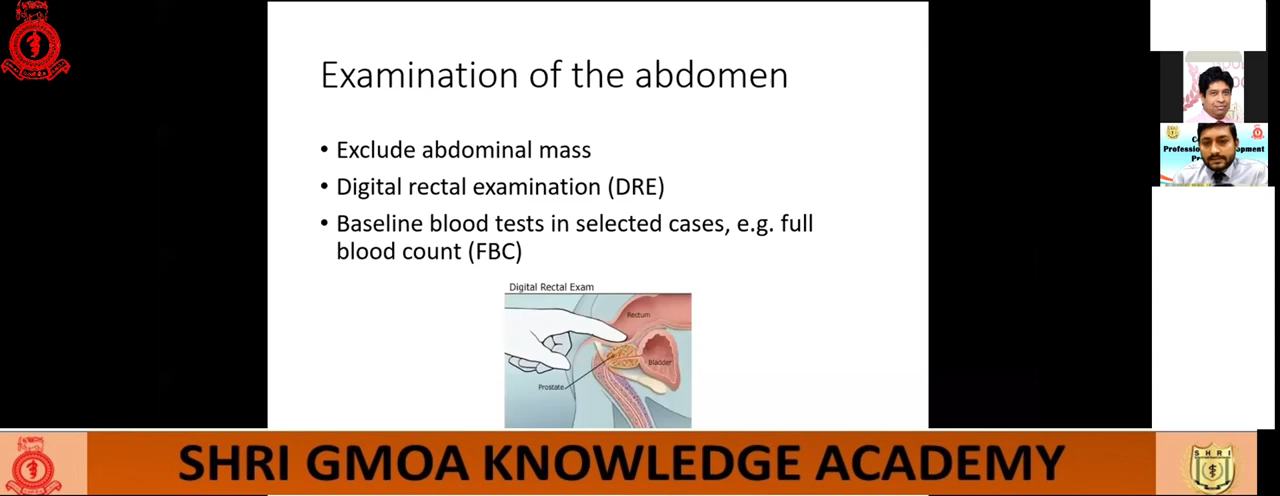 Examination of the abdomen
• Exclude abdominal mass
• Digital rectal examination (DRE)
• Baseline blood tests in selected cases, e.g. full
blood count (FBC)
Digital Rectal Exam
Rectum
Bladder
Prostate
SHRI GMOA KNOWLEDGE ACADEMY
SHRI